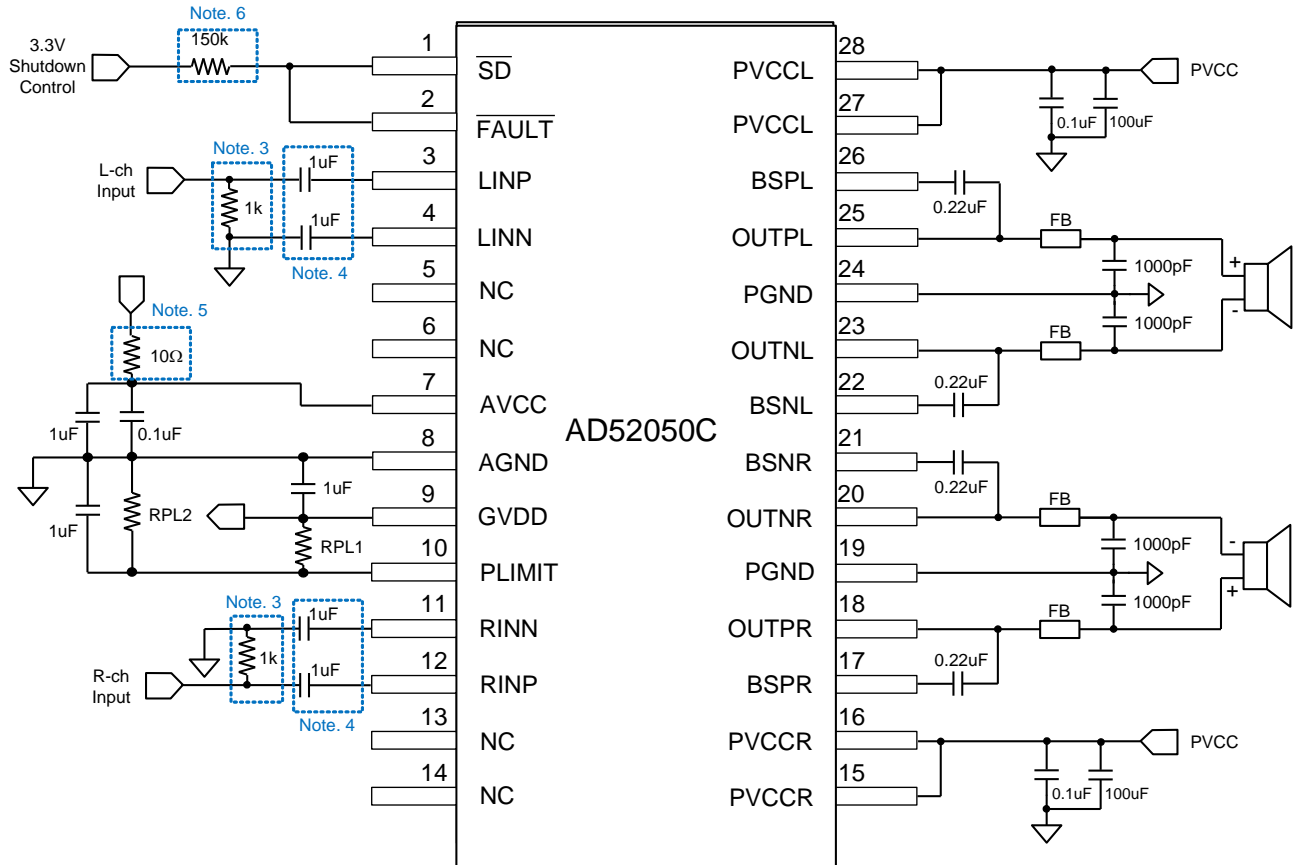 Note. 6
150k
3.3V
Shutdown
Control
1
SD
2
FAULT
Note. 3
1uF
3
L-ch
Input
LINP
1k
1uF
4
LINN
Note. 4
5
NC
Note. 5
6
NC
10Ω
7
AVCC
1uF
0.1uF
8
AGND
1uF
9
GVDD
1uF
RPL2
RPL1
10
PLIMIT
Note. 3
1uF
11
RINN
1k
1uF
12
R-ch
Input
RINP
Note. 4
13
NC
14
NC
AD52050C
28
PVCCL
PVCC
27
PVCCL
0.1uF
100uF
26
BSPL
0.22uF
25
OUTPL
FB
1000pF
+
24
PGND
1000pF
-
23
OUTNL
FB
0.22uF
22
BSNL
21
BSNR
0.22uF
20
OUTNR
FB
1000pF
-
19
PGND
1000pF
+
18
OUTPR
FB
0.22uF
17
BSPR
16
PVCCR
PVCC
15
PVCCR
0.1uF
100uF